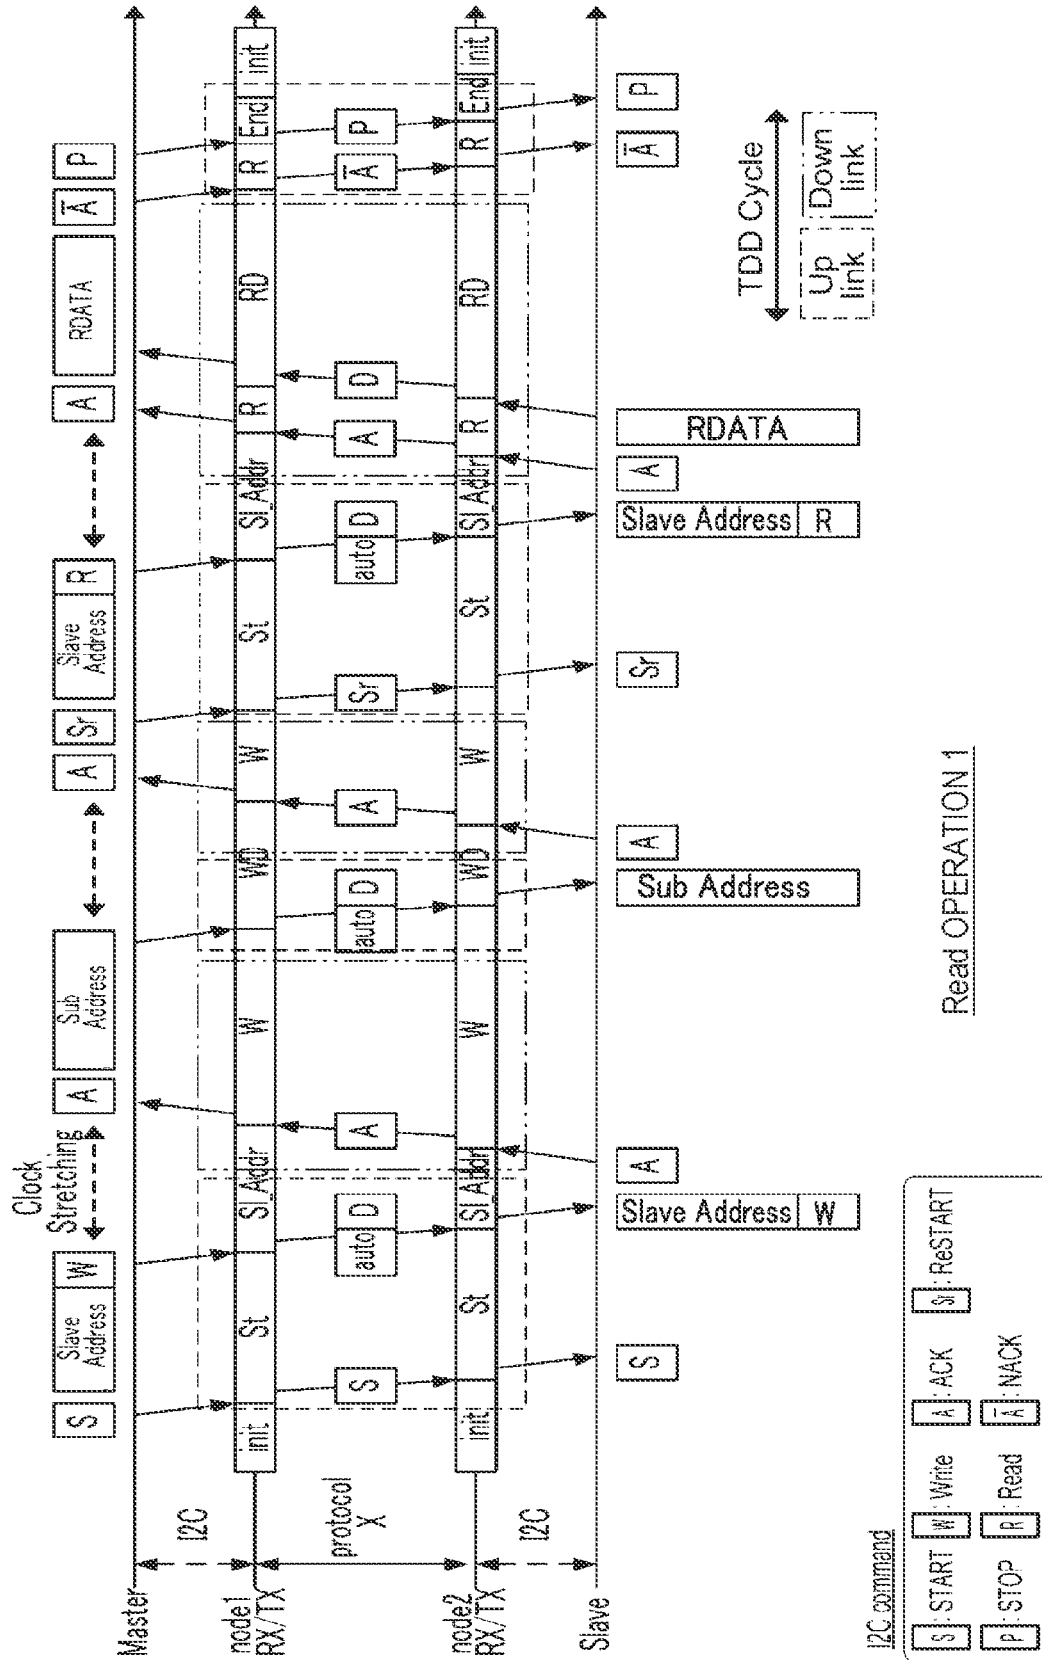 Clock
Stretching
S
Slave
Address
W
A
Sub
Address
A
Sr
Slave
Address
R
A
RDATA
A̅
P
Master
I2C
node1
RX/TX
init
St
Sl_Addr
W
WD
W
St
Sl_Addr
R
RD
R
End
init
protocol
X
S
auto D
A
auto D
A
Sr
auto D
A
D
A̅
P
node2
RX/TX
init
St
Sl_Addr
W
WD
W
St
Sl_Addr
R
RD
R
End
init
I2C
Slave
S
Slave Address W
A
Sub Address
A
Sr
Slave Address R
A
RDATA
A̅
P
TDD Cycle
Up
link
Down
link
Read OPERATION 1
I2C command
S : START
W : Write
A : ACK
Sr : ReSTART
P : STOP
R : Read
A̅ : NACK